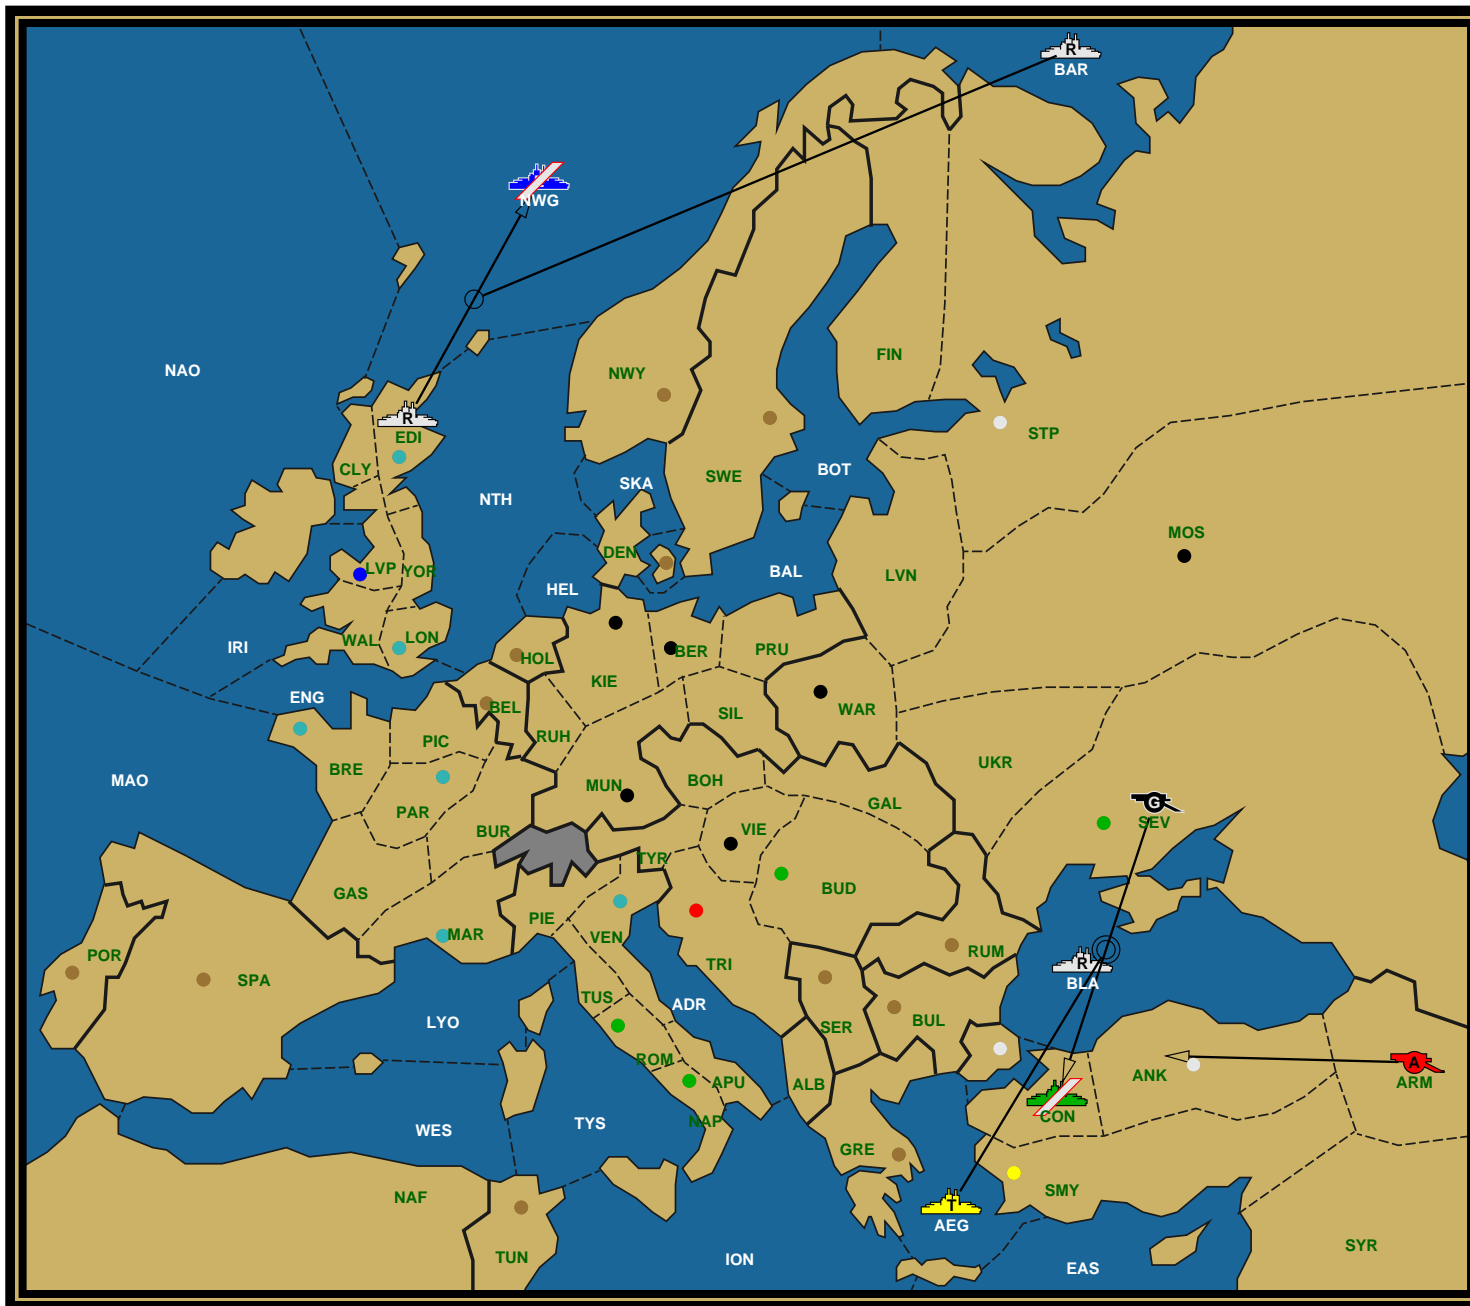 R
BAR
NWG
NAO
FIN
NWY
R
EDI
STP
CLY
SWE
SKA
BOT
NTH
MOS
DEN
LVP
YOR
BAL
LVN
HEL
IRI
WAL
LON
HOL
BER
PRU
KIE
ENG
BEL
SIL
WAR
PIC
RUH
BRE
UKR
MAO
MUN
BOH
PAR
GAL
G
SEV
BUR
VIE
TYR
BUD
GAS
PIE
VEN
MAR
POR
RUM
SPA
TRI
R
BLA
TUS
ADR
LYO
BUL
SER
ROM
A
ANK
ARM
APU
ALB
CON
NAP
WES
TYS
GRE
SMY
NAF
T
AEG
SYR
TUN
ION
EAS